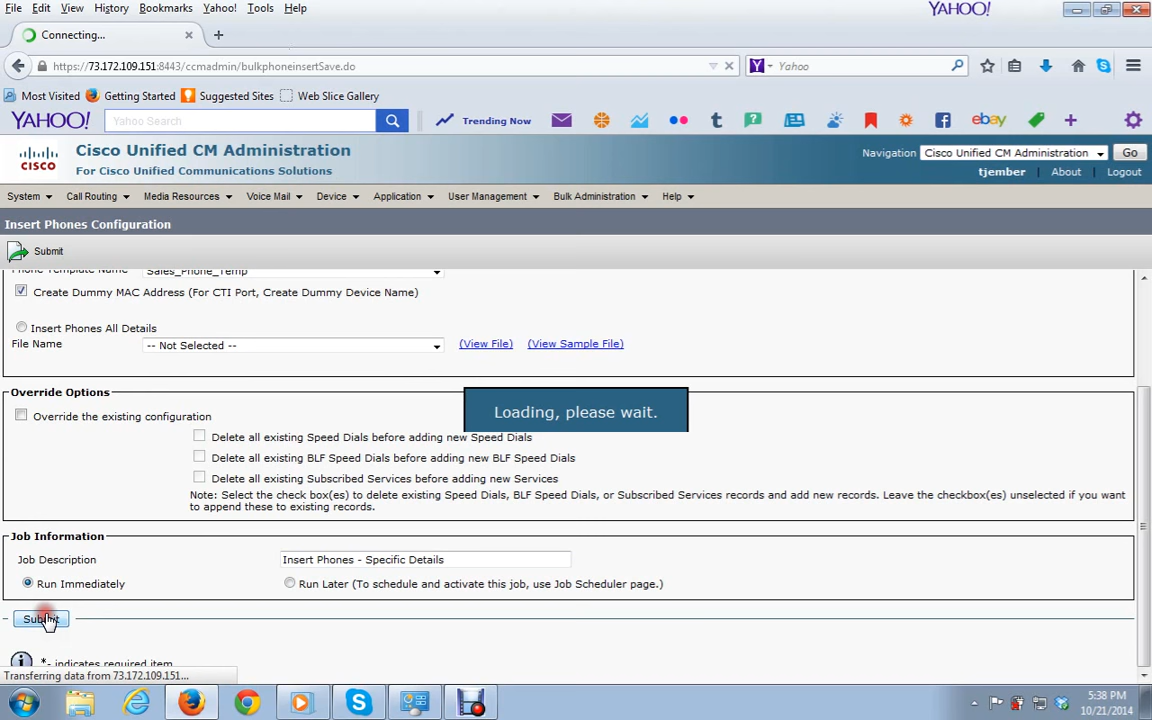 File Edit View History Bookmarks Yahoo! Tools Help
YAHOO!
Connecting...
https://73.172.109.151:8443/ccmadmin/bulkphoneinsertSave.do
Yahoo
Most Visited Getting Started Suggested Sites Web Slice Gallery
YAHOO! Yahoo Search Trending Now ebay
CISCO
Cisco Unified CM Administration
For Cisco Unified Communications Solutions
Navigation Cisco Unified CM Administration Go
tjember About Logout
System Call Routing Media Resources Voice Mail Device Application User Management Bulk Administration Help
Insert Phones Configuration
Submit
Phone Template Name Sales_Phone_Temp
Create Dummy MAC Address (For CTI Port, Create Dummy Device Name)
Insert Phones All Details
File Name -- Not Selected -- (View File) (View Sample File)
Override Options
Loading, please wait.
Override the existing configuration
Delete all existing Speed Dials before adding new Speed Dials
Delete all existing BLF Speed Dials before adding new BLF Speed Dials
Delete all existing Subscribed Services before adding new Services
Note: Select the check box(es) to delete existing Speed Dials, BLF Speed Dials, or Subscribed Services records and add new records. Leave the checkbox(es) unselected if you want
to append these to existing records.
Job Information
Job Description Insert Phones - Specific Details
Run Immediately Run Later (To schedule and activate this job, use Job Scheduler page.)
Submit
*- indicates required item
Transferring data from 73.172.109.151...
5:38 PM
10/21/2014